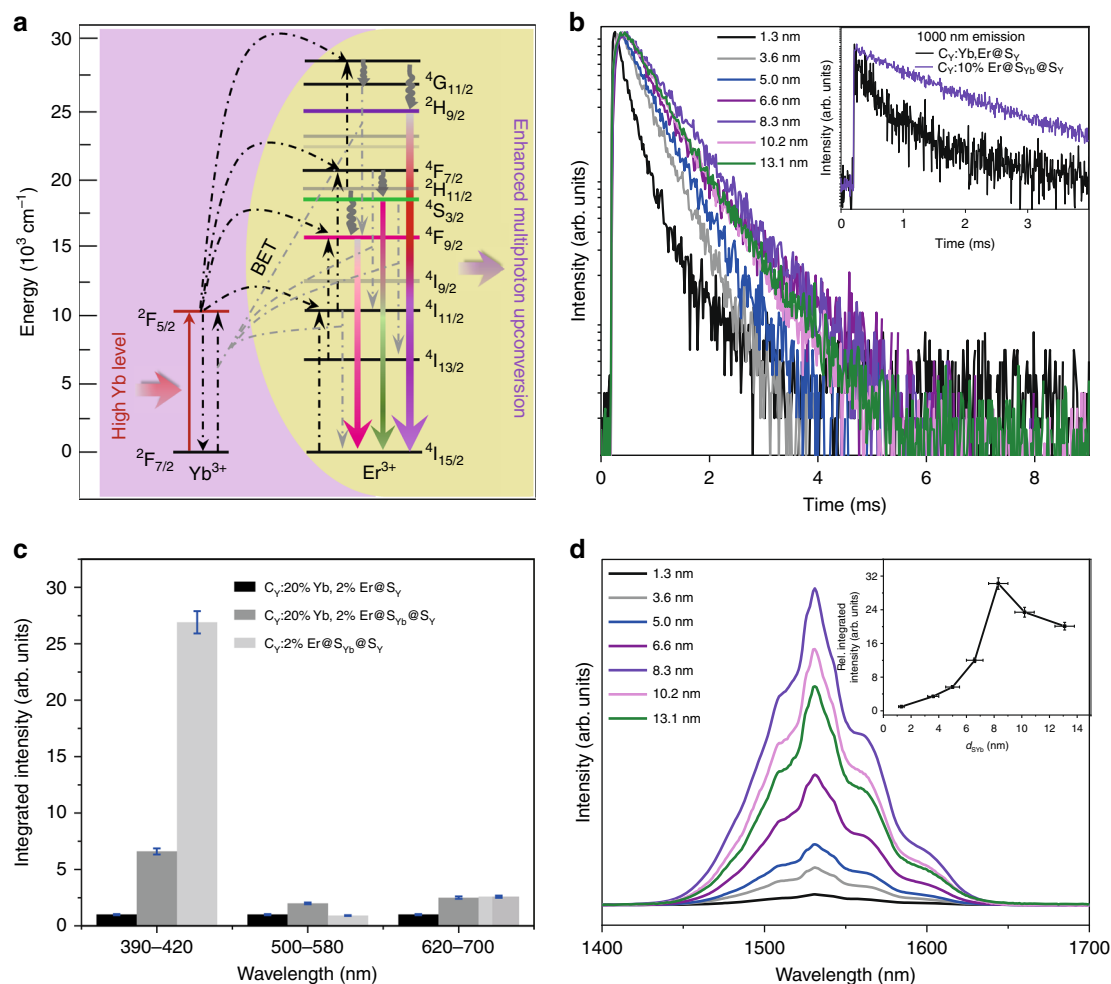 a
Energy (10³ cm⁻¹)
30
25
20
15
10
5
0
⁴G₁₁/₂
²H₉/₂
⁴F₇/₂
²H₁₁/₂
⁴S₃/₂
⁴F₉/₂
⁴I₉/₂
⁴I₁₁/₂
⁴I₁₃/₂
⁴I₁₅/₂
BET
²F₅/₂
²F₇/₂
High Yb level
Yb³⁺
Er³⁺
Enhanced multiphoton upconversion
b
Intensity (arb. units)
1.3 nm
3.6 nm
5.0 nm
6.6 nm
8.3 nm
10.2 nm
13.1 nm
1000 nm emission
C_Y:Yb,Er@S_Y
C_Y:10% Er@S_Yb@S_Y
Intensity (arb. units)
0 1 2 3
Time (ms)
0 2 4 6 8
Time (ms)
c
Integrated intensity (arb. units)
30
25
20
15
10
5
0
C_Y:20% Yb, 2% Er@S_Y
C_Y:20% Yb, 2% Er@S_Yb@S_Y
C_Y:2% Er@S_Yb@S_Y
390–420 500–580 620–700
Wavelength (nm)
d
Intensity (arb. units)
1.3 nm
3.6 nm
5.0 nm
6.6 nm
8.3 nm
10.2 nm
13.1 nm
Rel. integrated
intensity (arb. units)
32
24
16
8
0
2 4 6 8 10 12 14
d_SYb (nm)
1400 1500 1600 1700
Wavelength (nm)